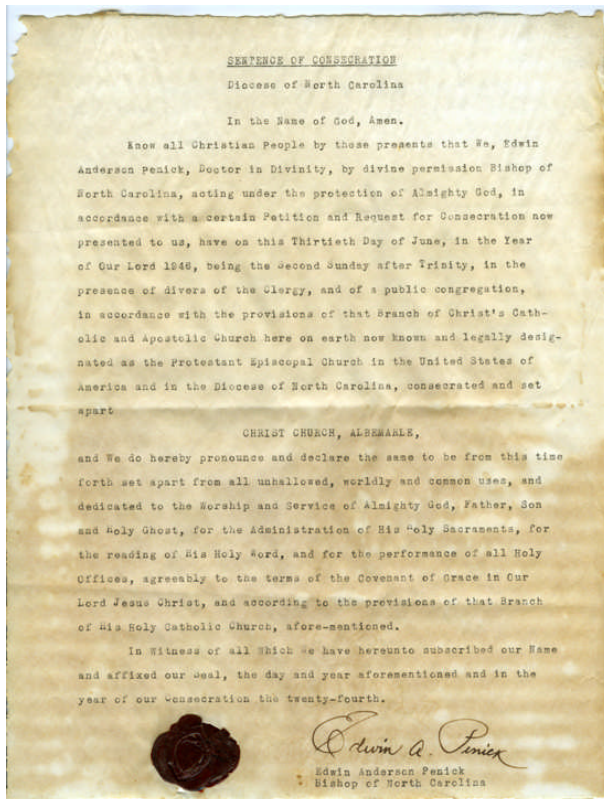 SENTENCE OF CONSECRATION
Diocese of North Carolina
In the Name of God, Amen.
Know all Christian People by these presents that We, Edwin
Anderson Penick, Doctor in Divinity, by divine permission Bishop of
North Carolina, acting under the protection of Almighty God, in
accordance with a certain Petition and Request for Consecration now
presented to us, have on this Thirtieth Day of June, in the Year
of Our Lord 1946, being the Second Sunday after Trinity, in the
presence of divers of the Clergy, and of a public congregation,
in accordance with the provisions of that Branch of Christ's Cath-
olic and Apostolic Church here on earth now known and legally desig-
nated as the Protestant Episcopal Church in the United States of
America and in the Diocese of North Carolina, consecrated and set
apart
CHRIST CHURCH, ALBEMARLE,
and We do hereby pronounce and declare the same to be from this time
forth set apart from all unhallowed, worldly and common uses, and
dedicated to the Worship and Service of Almighty God, Father, Son
and Holy Ghost, for the Administration of His Holy Sacraments, for
the reading of His Holy Word, and for the performance of all Holy
Offices, agreeably to the terms of the Covenant of Grace in Our
Lord Jesus Christ, and according to the provisions of that Branch
of His Holy Catholic Church, afore-mentioned.
In Witness of all Which We have hereunto subscribed our Name
and affixed our Seal, the day and year aforementioned and in the
year of our Consecration the twenty-fourth.
Edwin A. Penick
Edwin Anderson Penick
Bishop of North Carolina